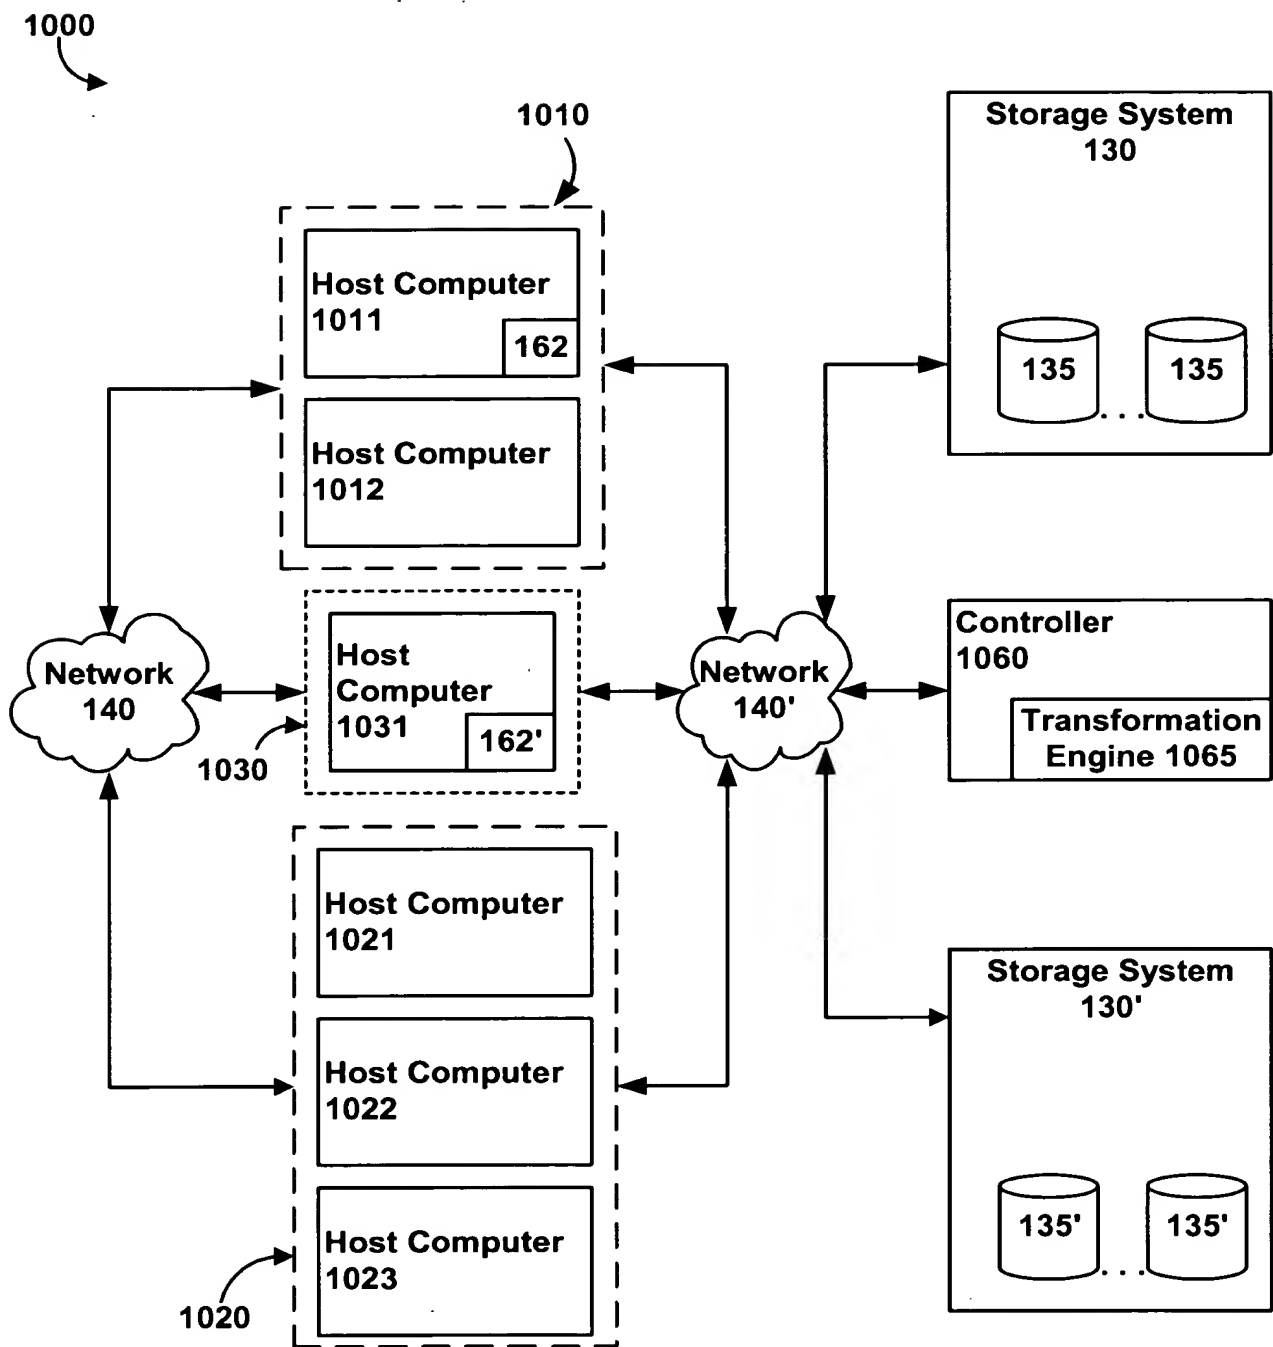 1000
1010
Host Computer
1011
162
Host Computer
1012
Network
140
Host
Computer
1031
162'
1030
Host Computer
1021
Host Computer
1022
Host Computer
1023
1020
Network
140'
Storage System
130
135
...
135
Controller
1060
Transformation
Engine 1065
Storage System
130'
135'
...
135'